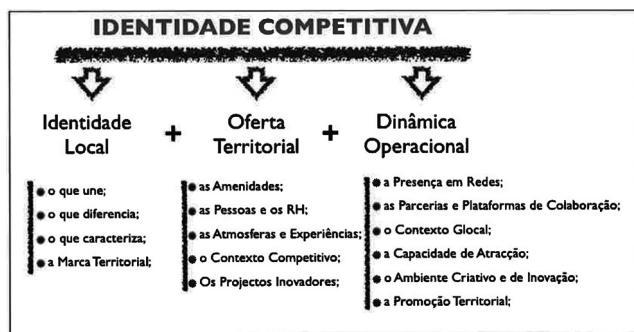 IDENTIDADE COMPETITIVA
Identidade
Local
+
Oferta
Territorial
+
Dinâmica
Operacional
o que une;
o que diferencia;
o que caracteriza;
a Marca Territorial;
as Amenidades;
as Pessoas e os RH;
as Atmosferas e Experiências;
o Contexto Competitivo;
Os Projectos Inovadores;
a Presença em Redes;
as Parcerias e Plataformas de Colaboração;
o Contexto Glocal;
a Capacidade de Atracção;
o Ambiente Criativo e de Inovação;
a Promoção Territorial;